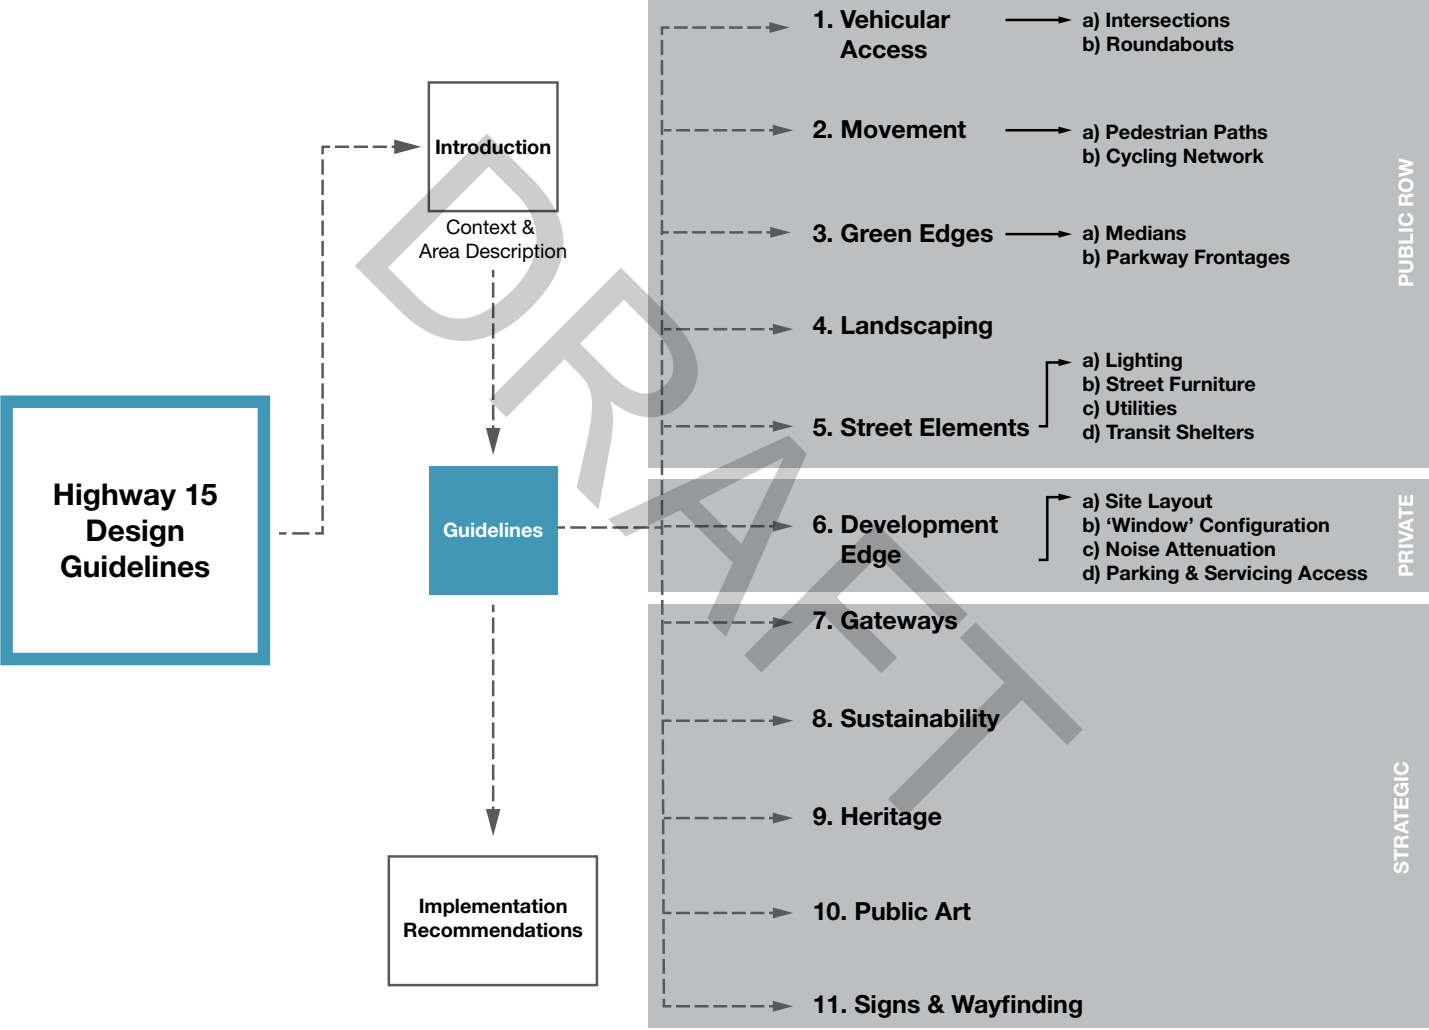 Highway 15
Design
Guidelines
Introduction
Context &
Area Description
Guidelines
Implementation
Recommendations
1. Vehicular
Access
a) Intersections
b) Roundabouts
2. Movement
a) Pedestrian Paths
b) Cycling Network
3. Green Edges
a) Medians
b) Parkway Frontages
4. Landscaping
5. Street Elements
a) Lighting
b) Street Furniture
c) Utilities
d) Transit Shelters
PUBLIC ROW
6. Development
Edge
a) Site Layout
b) ‘Window’ Configuration
c) Noise Attenuation
d) Parking & Servicing Access
PRIVATE
7. Gateways
8. Sustainability
9. Heritage
10. Public Art
11. Signs & Wayfinding
STRATEGIC
DRAFT